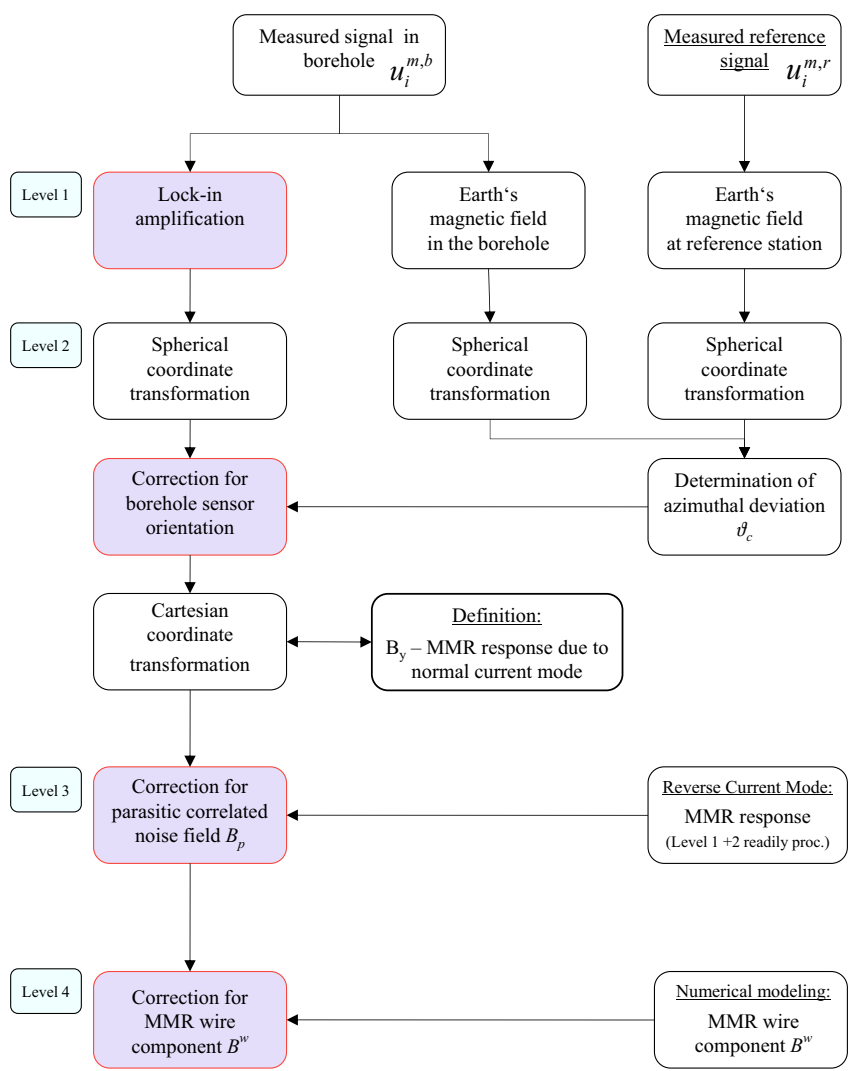 Measured signal in
borehole u_i^{m,b}
Measured reference
signal u_i^{m,r}
Level 1
Lock-in
amplification
Earth‘s
magnetic field
in the borehole
Earth‘s
magnetic field
at reference station
Level 2
Spherical
coordinate
transformation
Spherical
coordinate
transformation
Spherical
coordinate
transformation
Correction for
borehole sensor
orientation
Determination of
azimuthal deviation
ϑ_c
Cartesian
coordinate
transformation
Definition:
B_y – MMR response due to
normal current mode
Level 3
Correction for
parasitic correlated
noise field B_p
Reverse Current Mode:
MMR response
(Level 1 +2 readily proc.)
Level 4
Correction for
MMR wire
component B^w
Numerical modeling:
MMR wire
component B^w